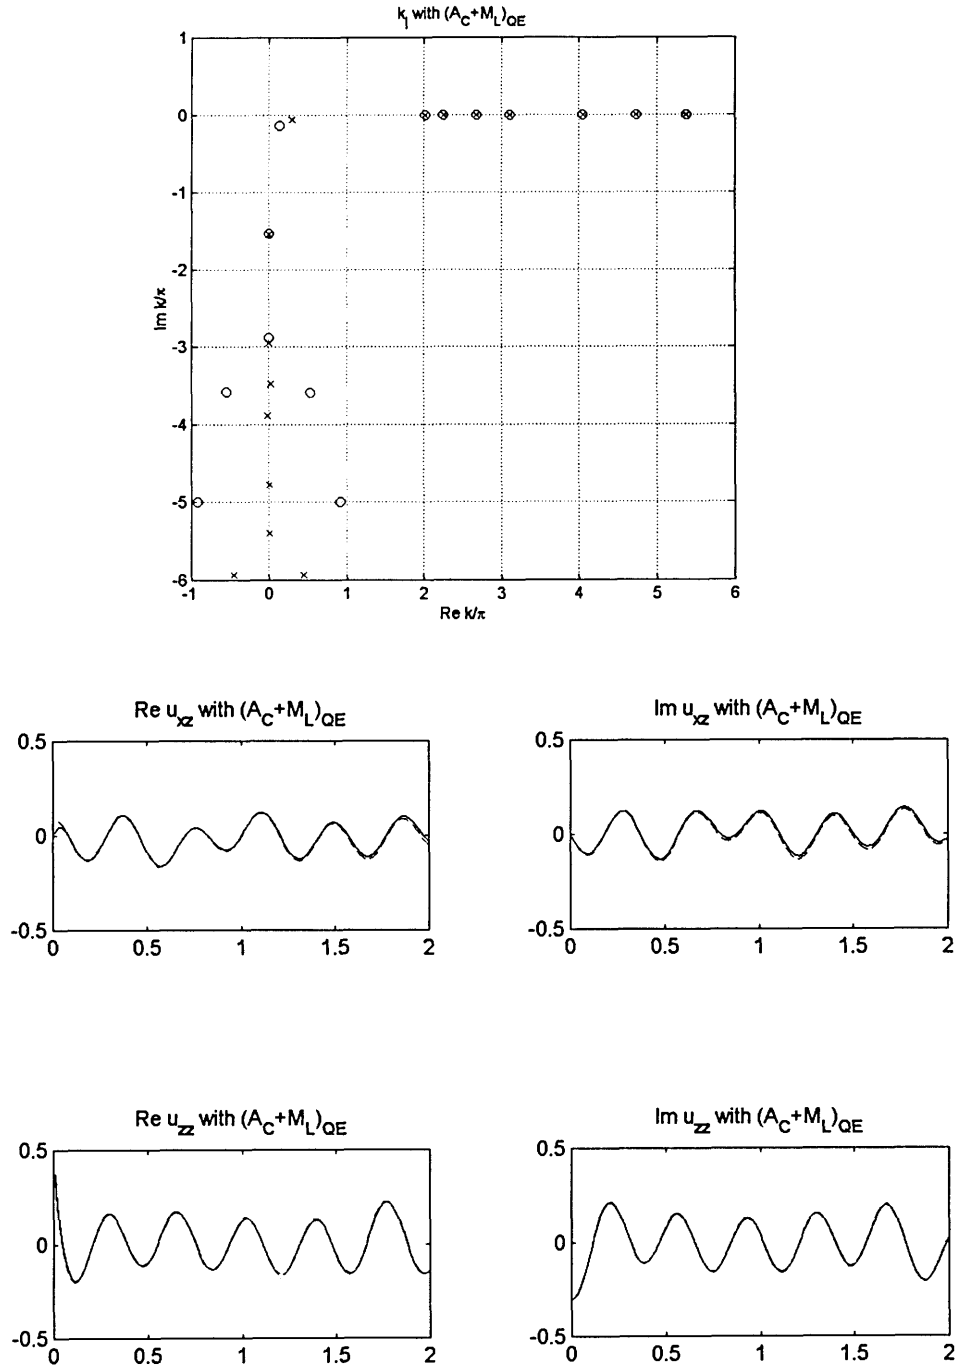 k_j with (A_C+M_L)_QE
1
0
-1
-2
-3
-4
-5
-6
Im k/π
-1 0 1 2 3 4 5 6
Re k/π
Re u_xz with (A_C+M_L)_QE
0.5
0
-0.5
0 0.5 1 1.5 2
Im u_xz with (A_C+M_L)_QE
0.5
0
-0.5
0 0.5 1 1.5 2
Re u_zz with (A_C+M_L)_QE
0.5
0
-0.5
0 0.5 1 1.5 2
Im u_zz with (A_C+M_L)_QE
0.5
0
-0.5
0 0.5 1 1.5 2